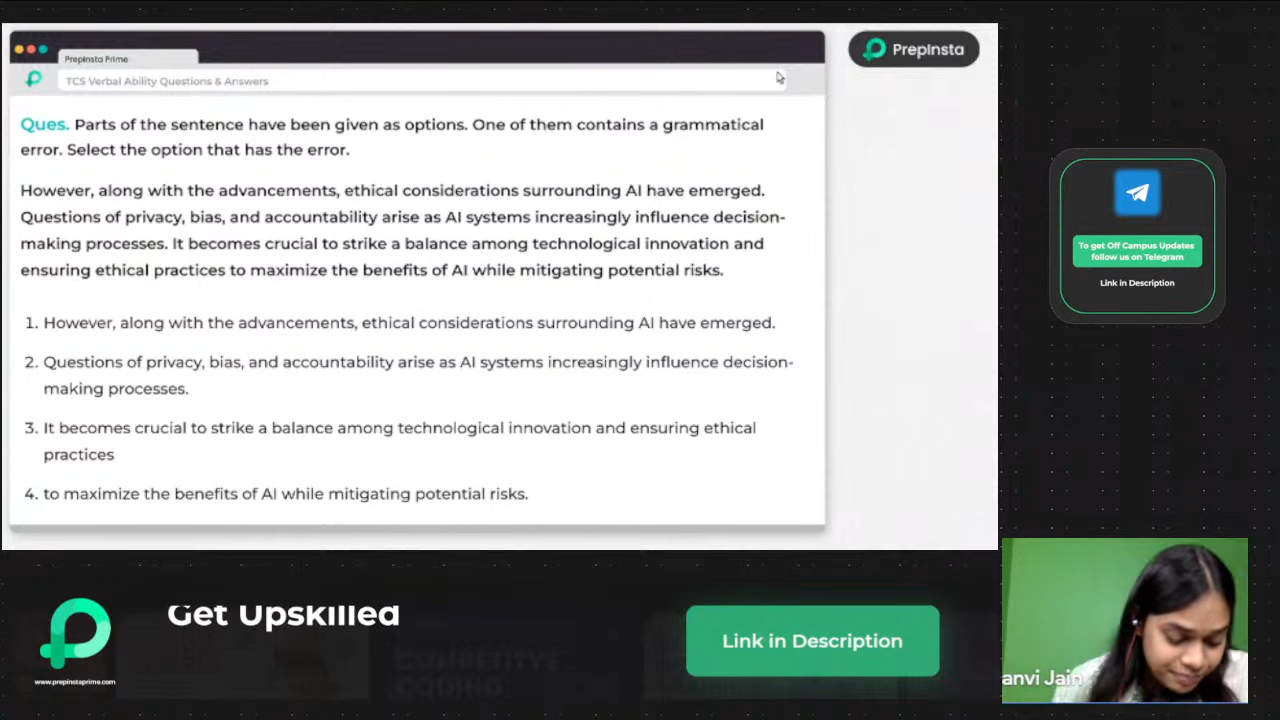 PrepInsta Prime
TCS Verbal Ability Questions & Answers
PrepInsta
Ques. Parts of the sentence have been given as options. One of them contains a grammatical
error. Select the option that has the error.
However, along with the advancements, ethical considerations surrounding AI have emerged.
Questions of privacy, bias, and accountability arise as AI systems increasingly influence decision-
making processes. It becomes crucial to strike a balance among technological innovation and
ensuring ethical practices to maximize the benefits of AI while mitigating potential risks.
1. However, along with the advancements, ethical considerations surrounding AI have emerged.
2. Questions of privacy, bias, and accountability arise as AI systems increasingly influence decision-
making processes.
3. It becomes crucial to strike a balance among technological innovation and ensuring ethical
practices
4. to maximize the benefits of AI while mitigating potential risks.
To get Off Campus Updates
follow us on Telegram
Link in Description
Get Upskilled
COMPETITIVE
CODING
Link in Description
www.prepinstaprime.com
anvi Jain